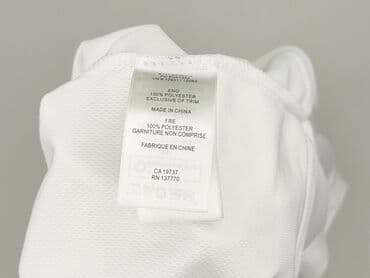 ENG
100% POLYESTER
EXCLUSIVE OF TRIM
MADE IN CHINA
FRE
100% POLYESTER
GARNITURE NON COMPRISE
FABRIQUE EN CHINE
CA 19737
RN 137770